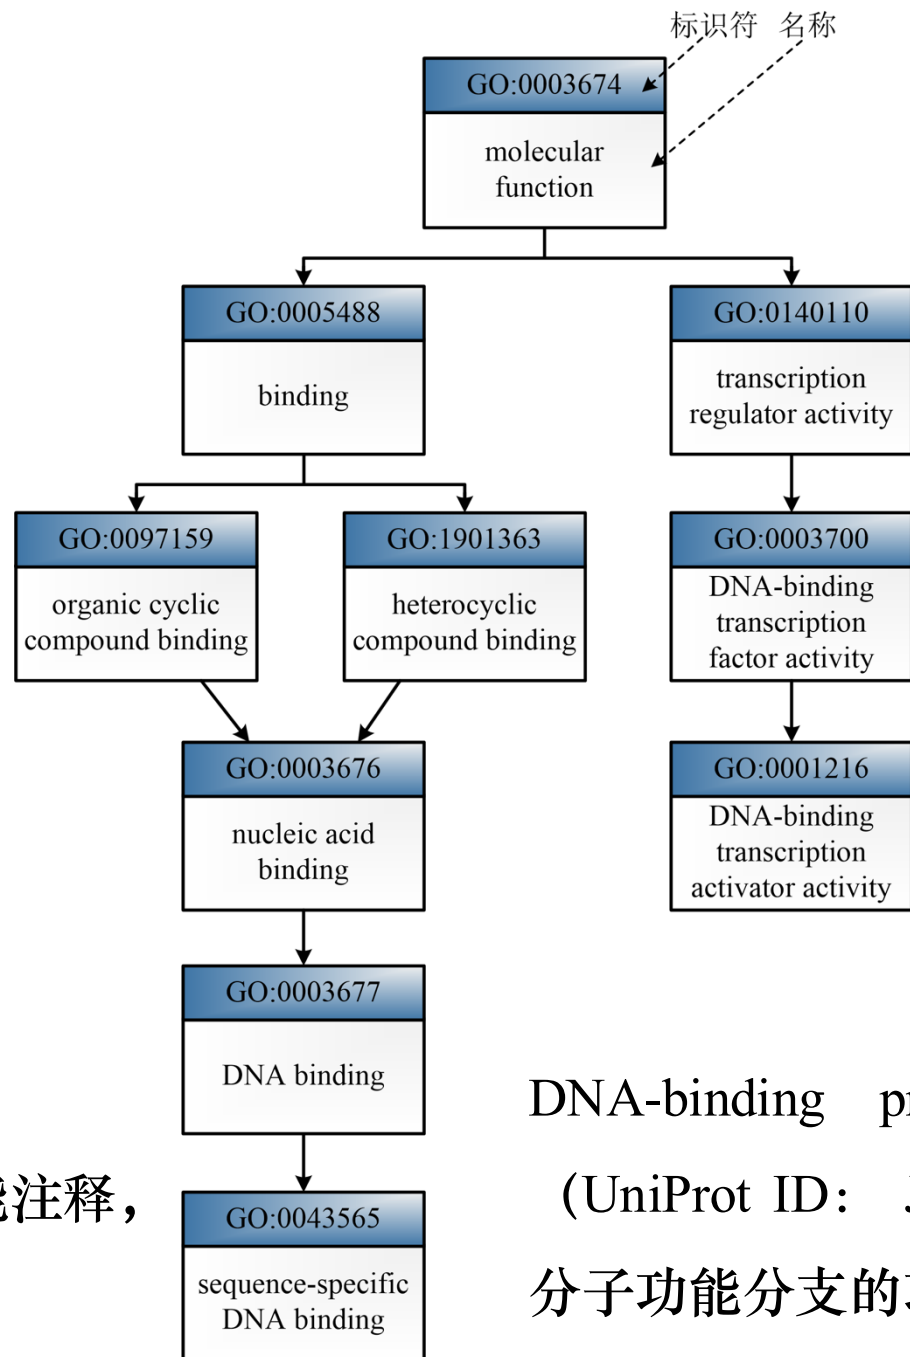 标识符 名称
GO:0003674
molecular
function
GO:0005488
binding
GO:0140110
transcription
regulator activity
GO:0097159
organic cyclic
compound binding
GO:1901363
heterocyclic
compound binding
GO:0003700
DNA-binding
transcription
factor activity
GO:0003676
nucleic acid
binding
GO:0001216
DNA-binding
transcription
activator activity
GO:0003677
DNA binding
GO:0043565
sequence-specific
DNA binding
注释，
DNA-binding
（UniProt ID：
分子功能分支的